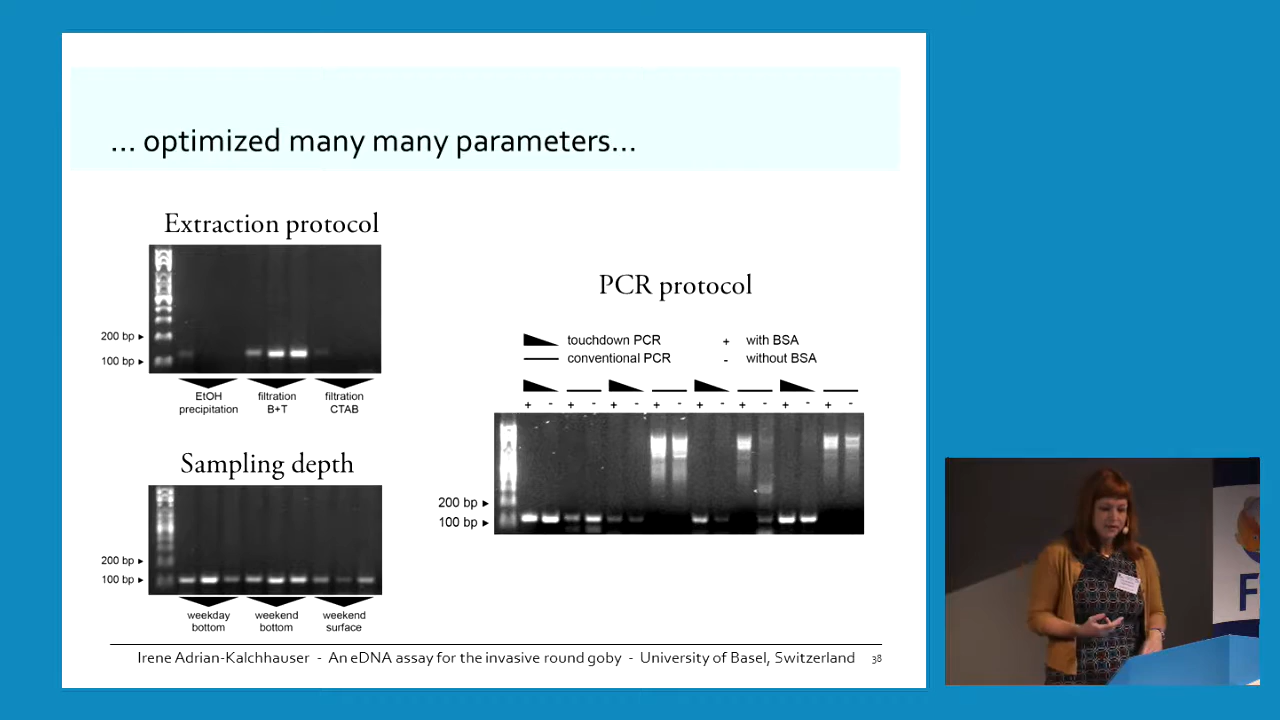 ... optimized many many parameters...
Extraction protocol
200 bp
100 bp
EtOH
precipitation
filtration
B+T
filtration
CTAB
Sampling depth
200 bp
100 bp
weekday
bottom
weekend
bottom
weekend
surface
PCR protocol
touchdown PCR + with BSA
conventional PCR - without BSA
+ - + - + - + - + - + - + - + -
200 bp
100 bp
Irene Adrian-Kalchhauser - An eDNA assay for the invasive round goby - University of Basel, Switzerland 38
F